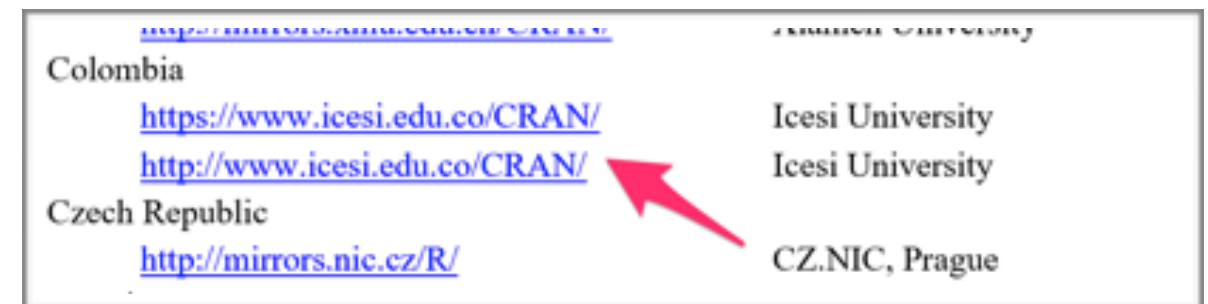 Colombia
https://www.icesi.edu.co/CRAN/ Icesi University
http://www.icesi.edu.co/CRAN/ Icesi University
Czech Republic
http://mirrors.nic.cz/R/ CZ.NIC, Prague